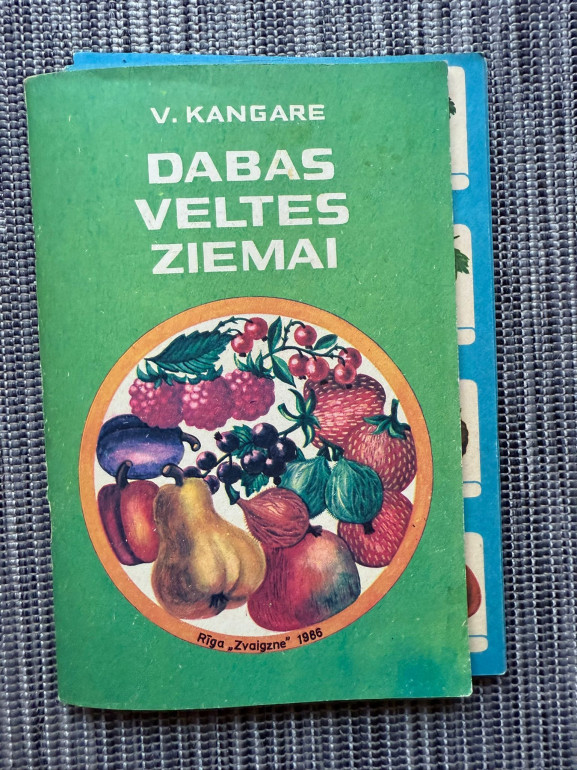 V. KANGARE
DABAS
VELTES
ZIEMAI
Rīga „Zvaigzne" 1986